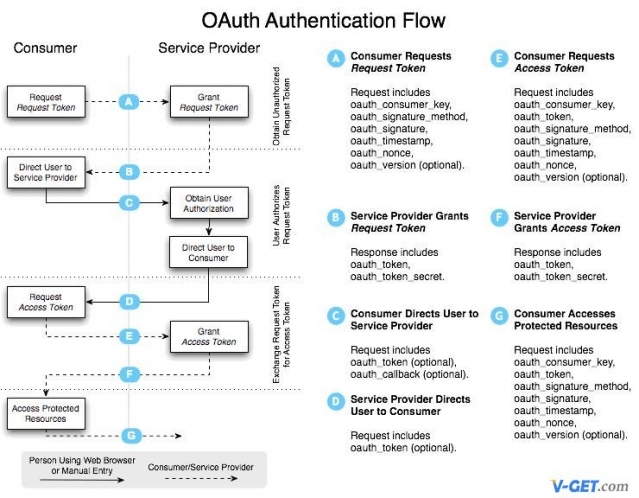 OAuth Authentication Flow
Consumer
Service Provider
Request
Request Token
A
Grant
Request Token
Obtain Unauthorized
Request Token
Direct User to
Service Provider
B
C
Obtain User
Authorization
Direct User to
Consumer
User Authorizes
Request Token
Request
Access Token
D
E
Grant
Access Token
F
Exchange Request Token
for Access Token
Access Protected
Resources
G
Person Using Web Browser
or Manual Entry
Consumer/Service Provider
A
Consumer Requests
Request Token
Request includes
oauth_consumer_key,
oauth_signature_method,
oauth_signature,
oauth_timestamp,
oauth_nonce,
oauth_version (optional).
B
Service Provider Grants
Request Token
Response includes
oauth_token,
oauth_token_secret.
C
Consumer Directs User to
Service Provider
Request includes
oauth_token (optional),
oauth_callback (optional).
D
Service Provider Directs
User to Consumer
Request includes
oauth_token (optional).
E
Consumer Requests
Access Token
Request includes
oauth_consumer_key,
oauth_token,
oauth_signature_method,
oauth_signature,
oauth_timestamp,
oauth_nonce,
oauth_version (optional).
F
Service Provider
Grants Access Token
Response includes
oauth_token,
oauth_token_secret.
G
Consumer Accesses
Protected Resources
Request includes
oauth_consumer_key,
oauth_token,
oauth_signature_method,
oauth_signature,
oauth_timestamp,
oauth_nonce,
oauth_version (optional).
V-GET.com